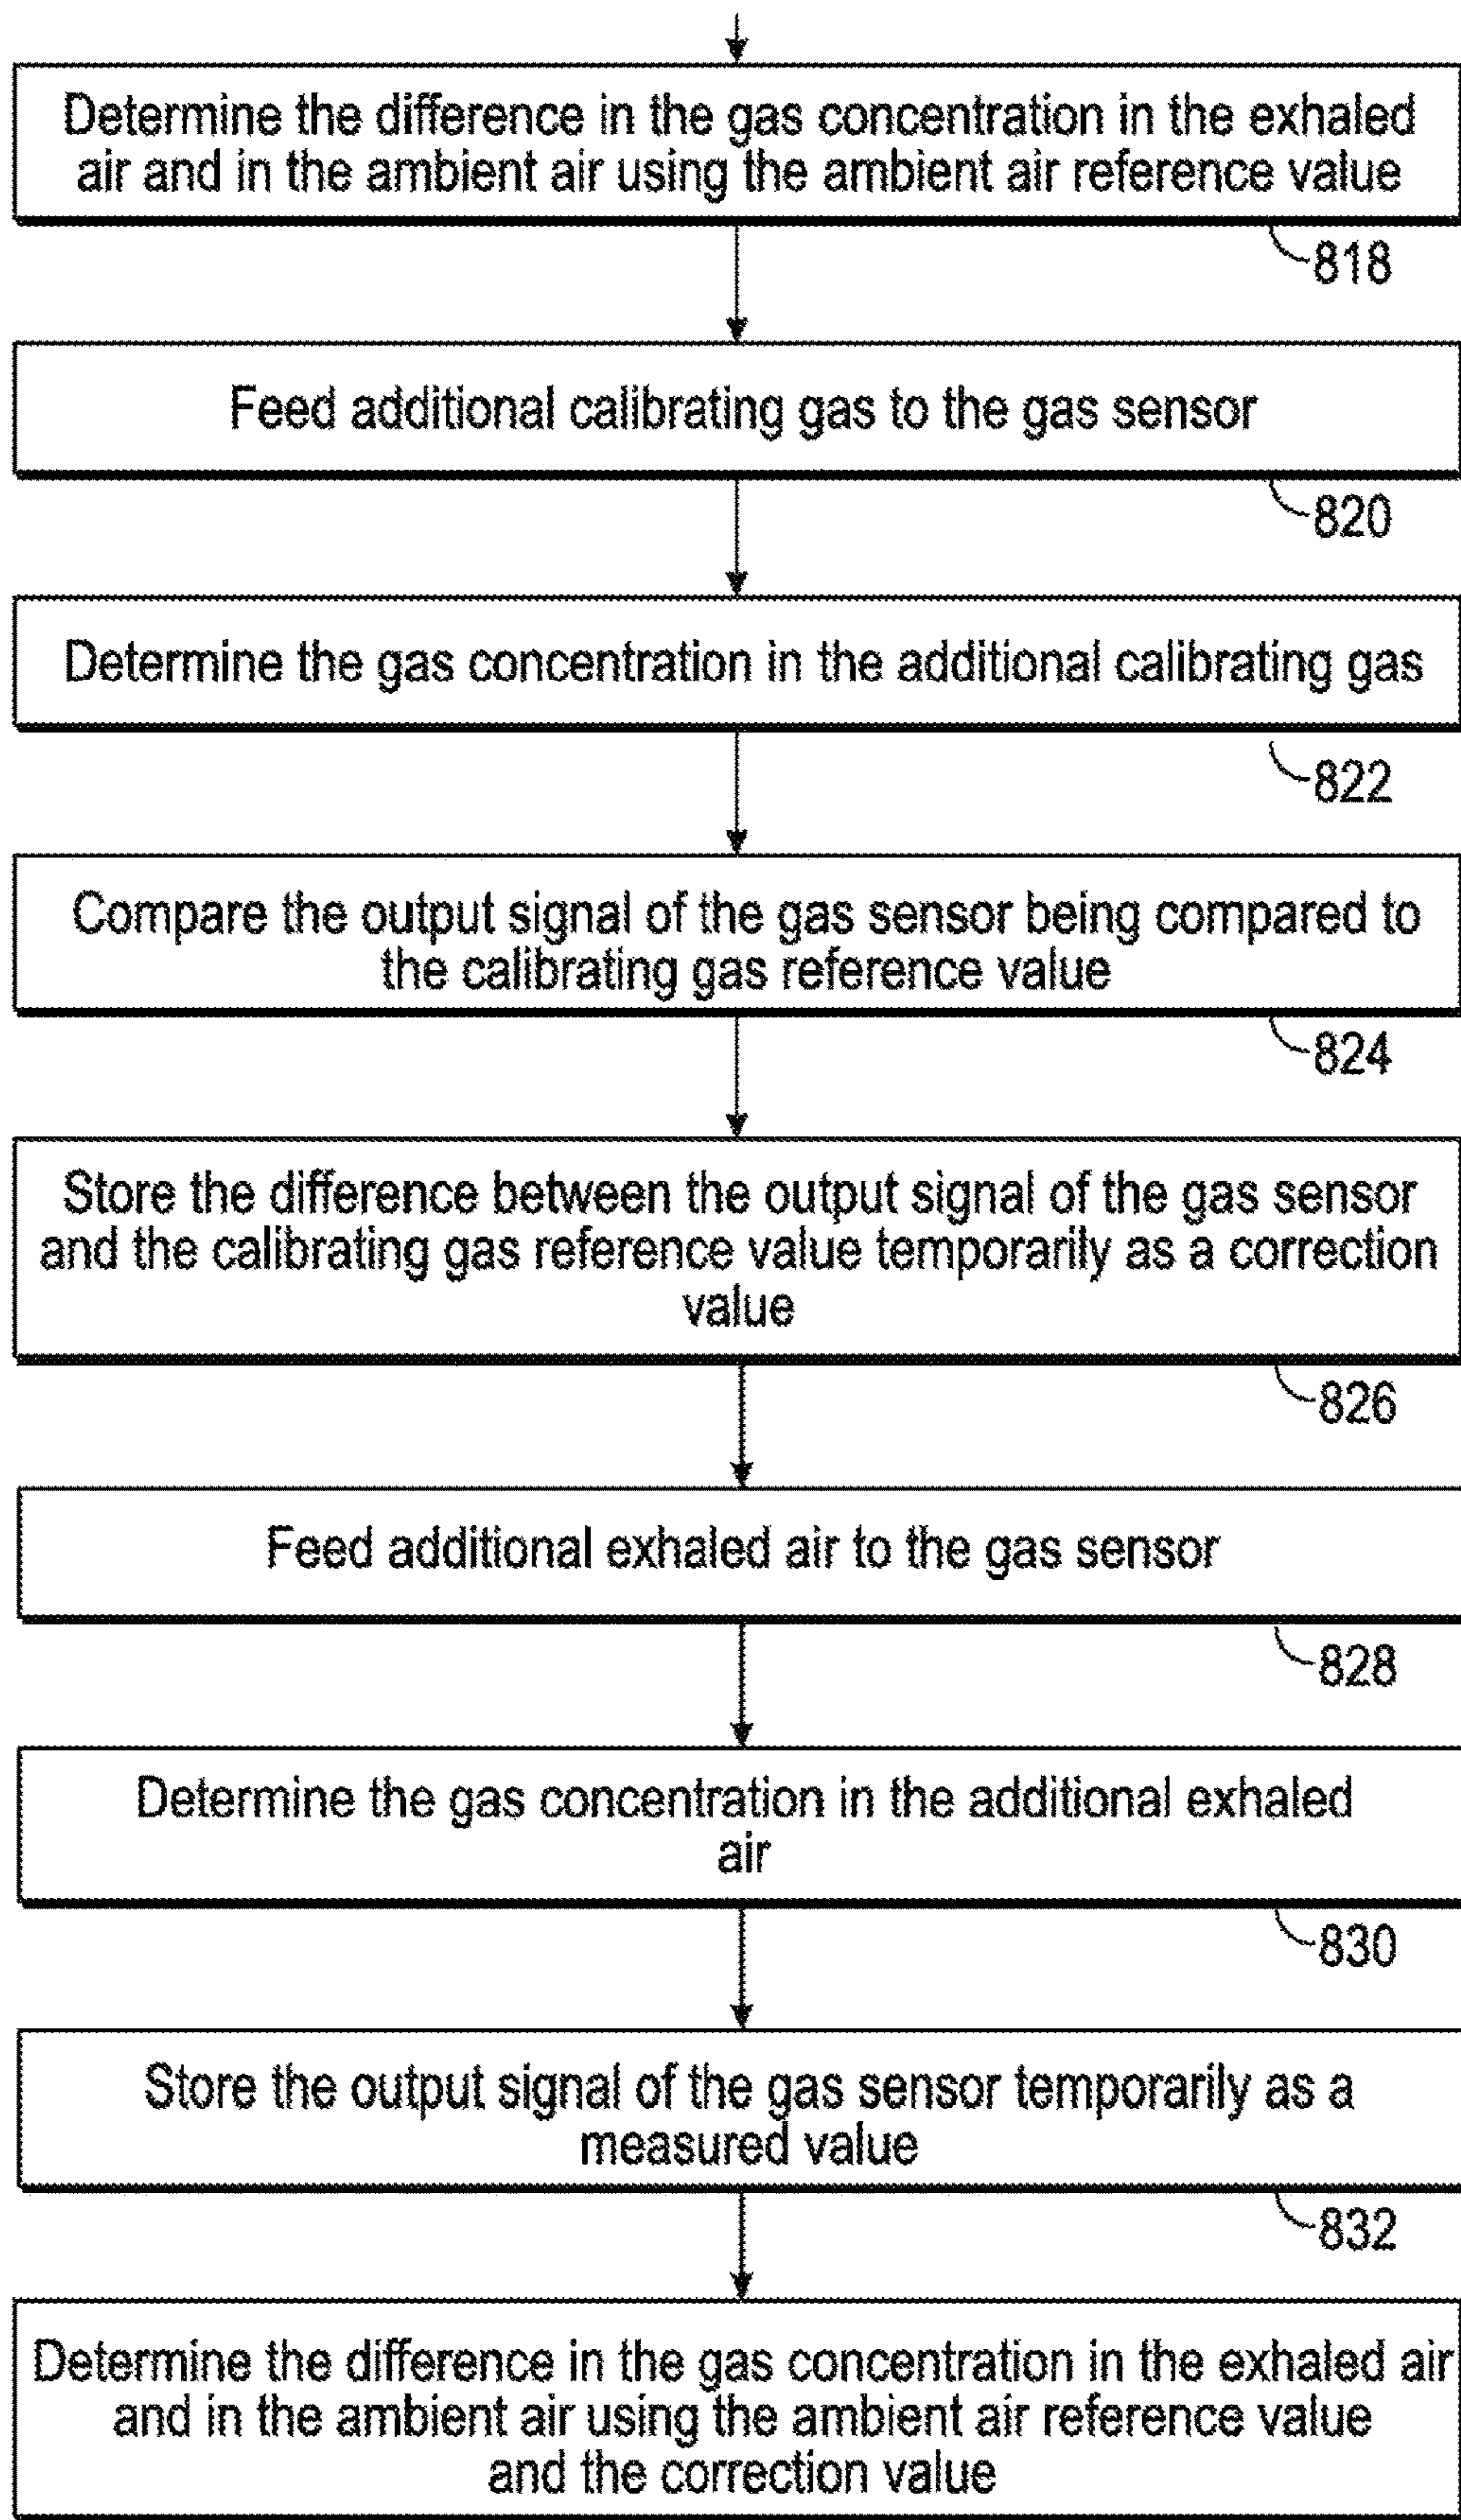 Determine the difference in the gas concentration in the exhaled
air and in the ambient air using the ambient air reference value
818
Feed additional calibrating gas to the gas sensor
820
Determine the gas concentration in the additional calibrating gas
822
Compare the output signal of the gas sensor being compared to
the calibrating gas reference value
824
Store the difference between the output signal of the gas sensor
and the calibrating gas reference value temporarily as a correction
value
826
Feed additional exhaled air to the gas sensor
828
Determine the gas concentration in the additional exhaled
air
830
Store the output signal of the gas sensor temporarily as a
measured value
832
Determine the difference in the gas concentration in the exhaled air
and in the ambient air using the ambient air reference value
and the correction value